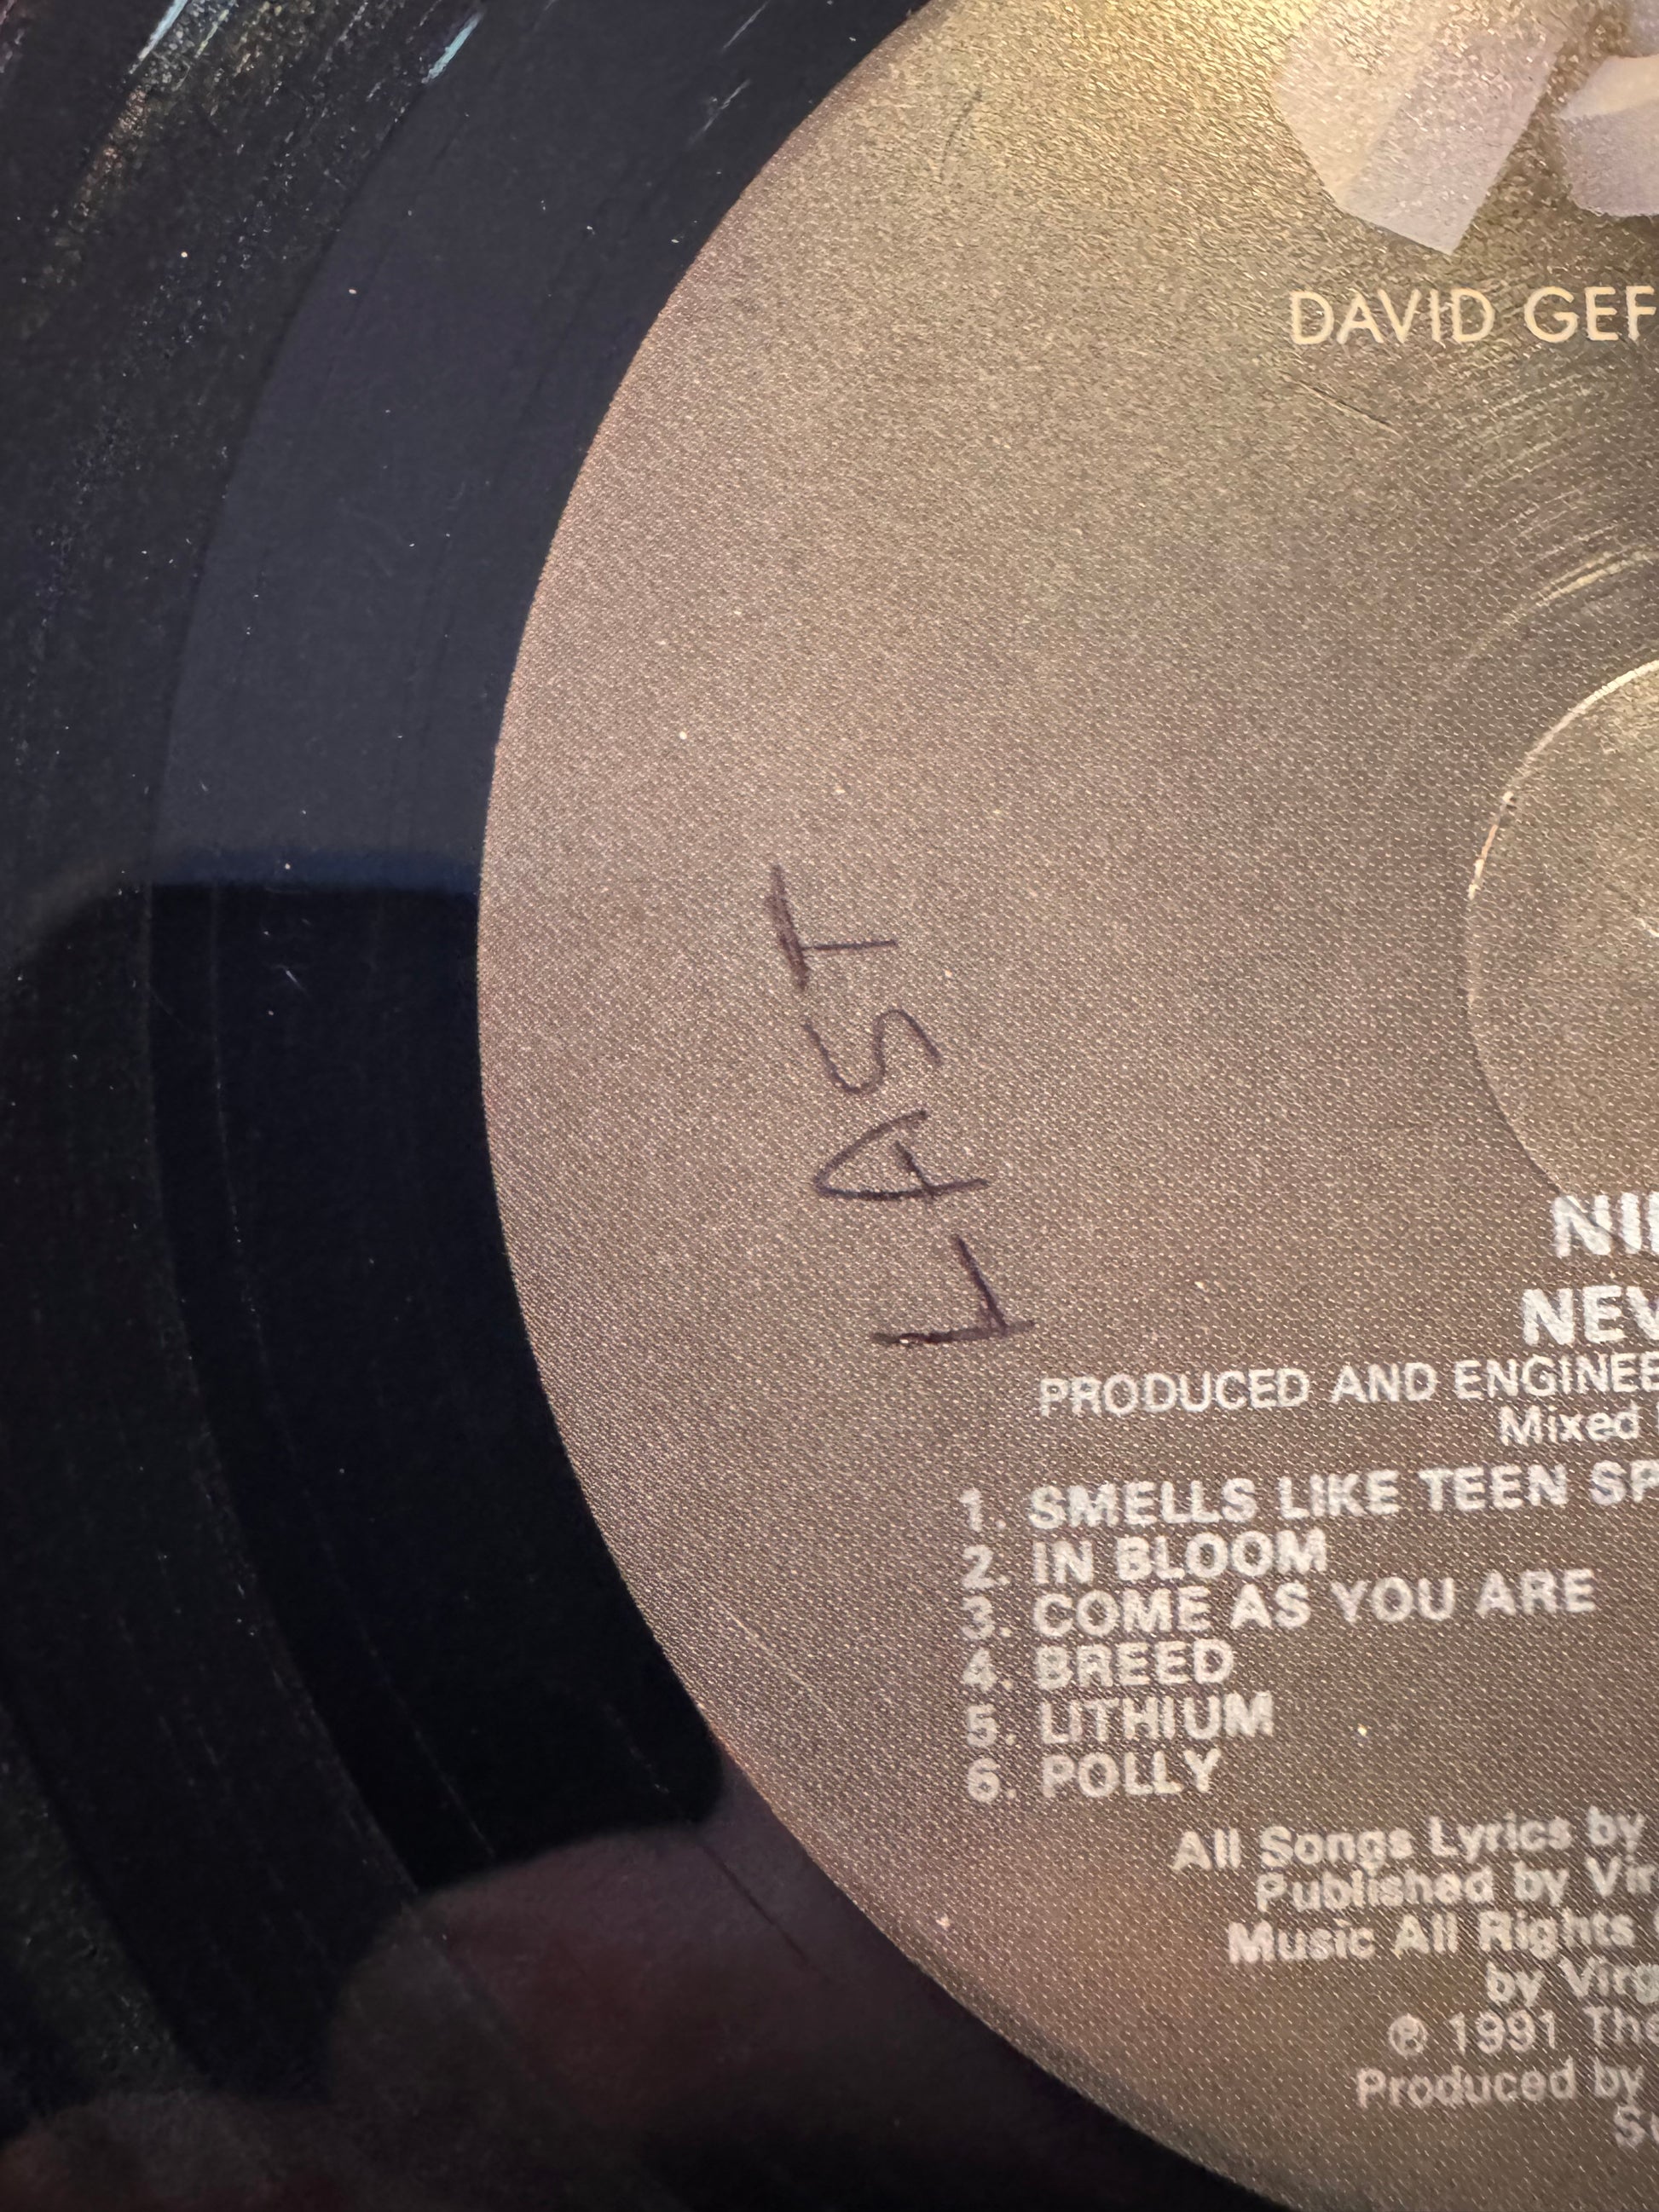 DAVID GEF
LAST
NI
NEV
PRODUCED AND ENGINEE
Mixed
1. SMELLS LIKE TEEN SP
2. IN BLOOM
3. COME AS YOU ARE
4. BREED
5. LITHIUM
6. POLLY
All Songs Lyrics by
Published by Vir
Music All Rights
by Virg
℗ 1991 The
Produced by